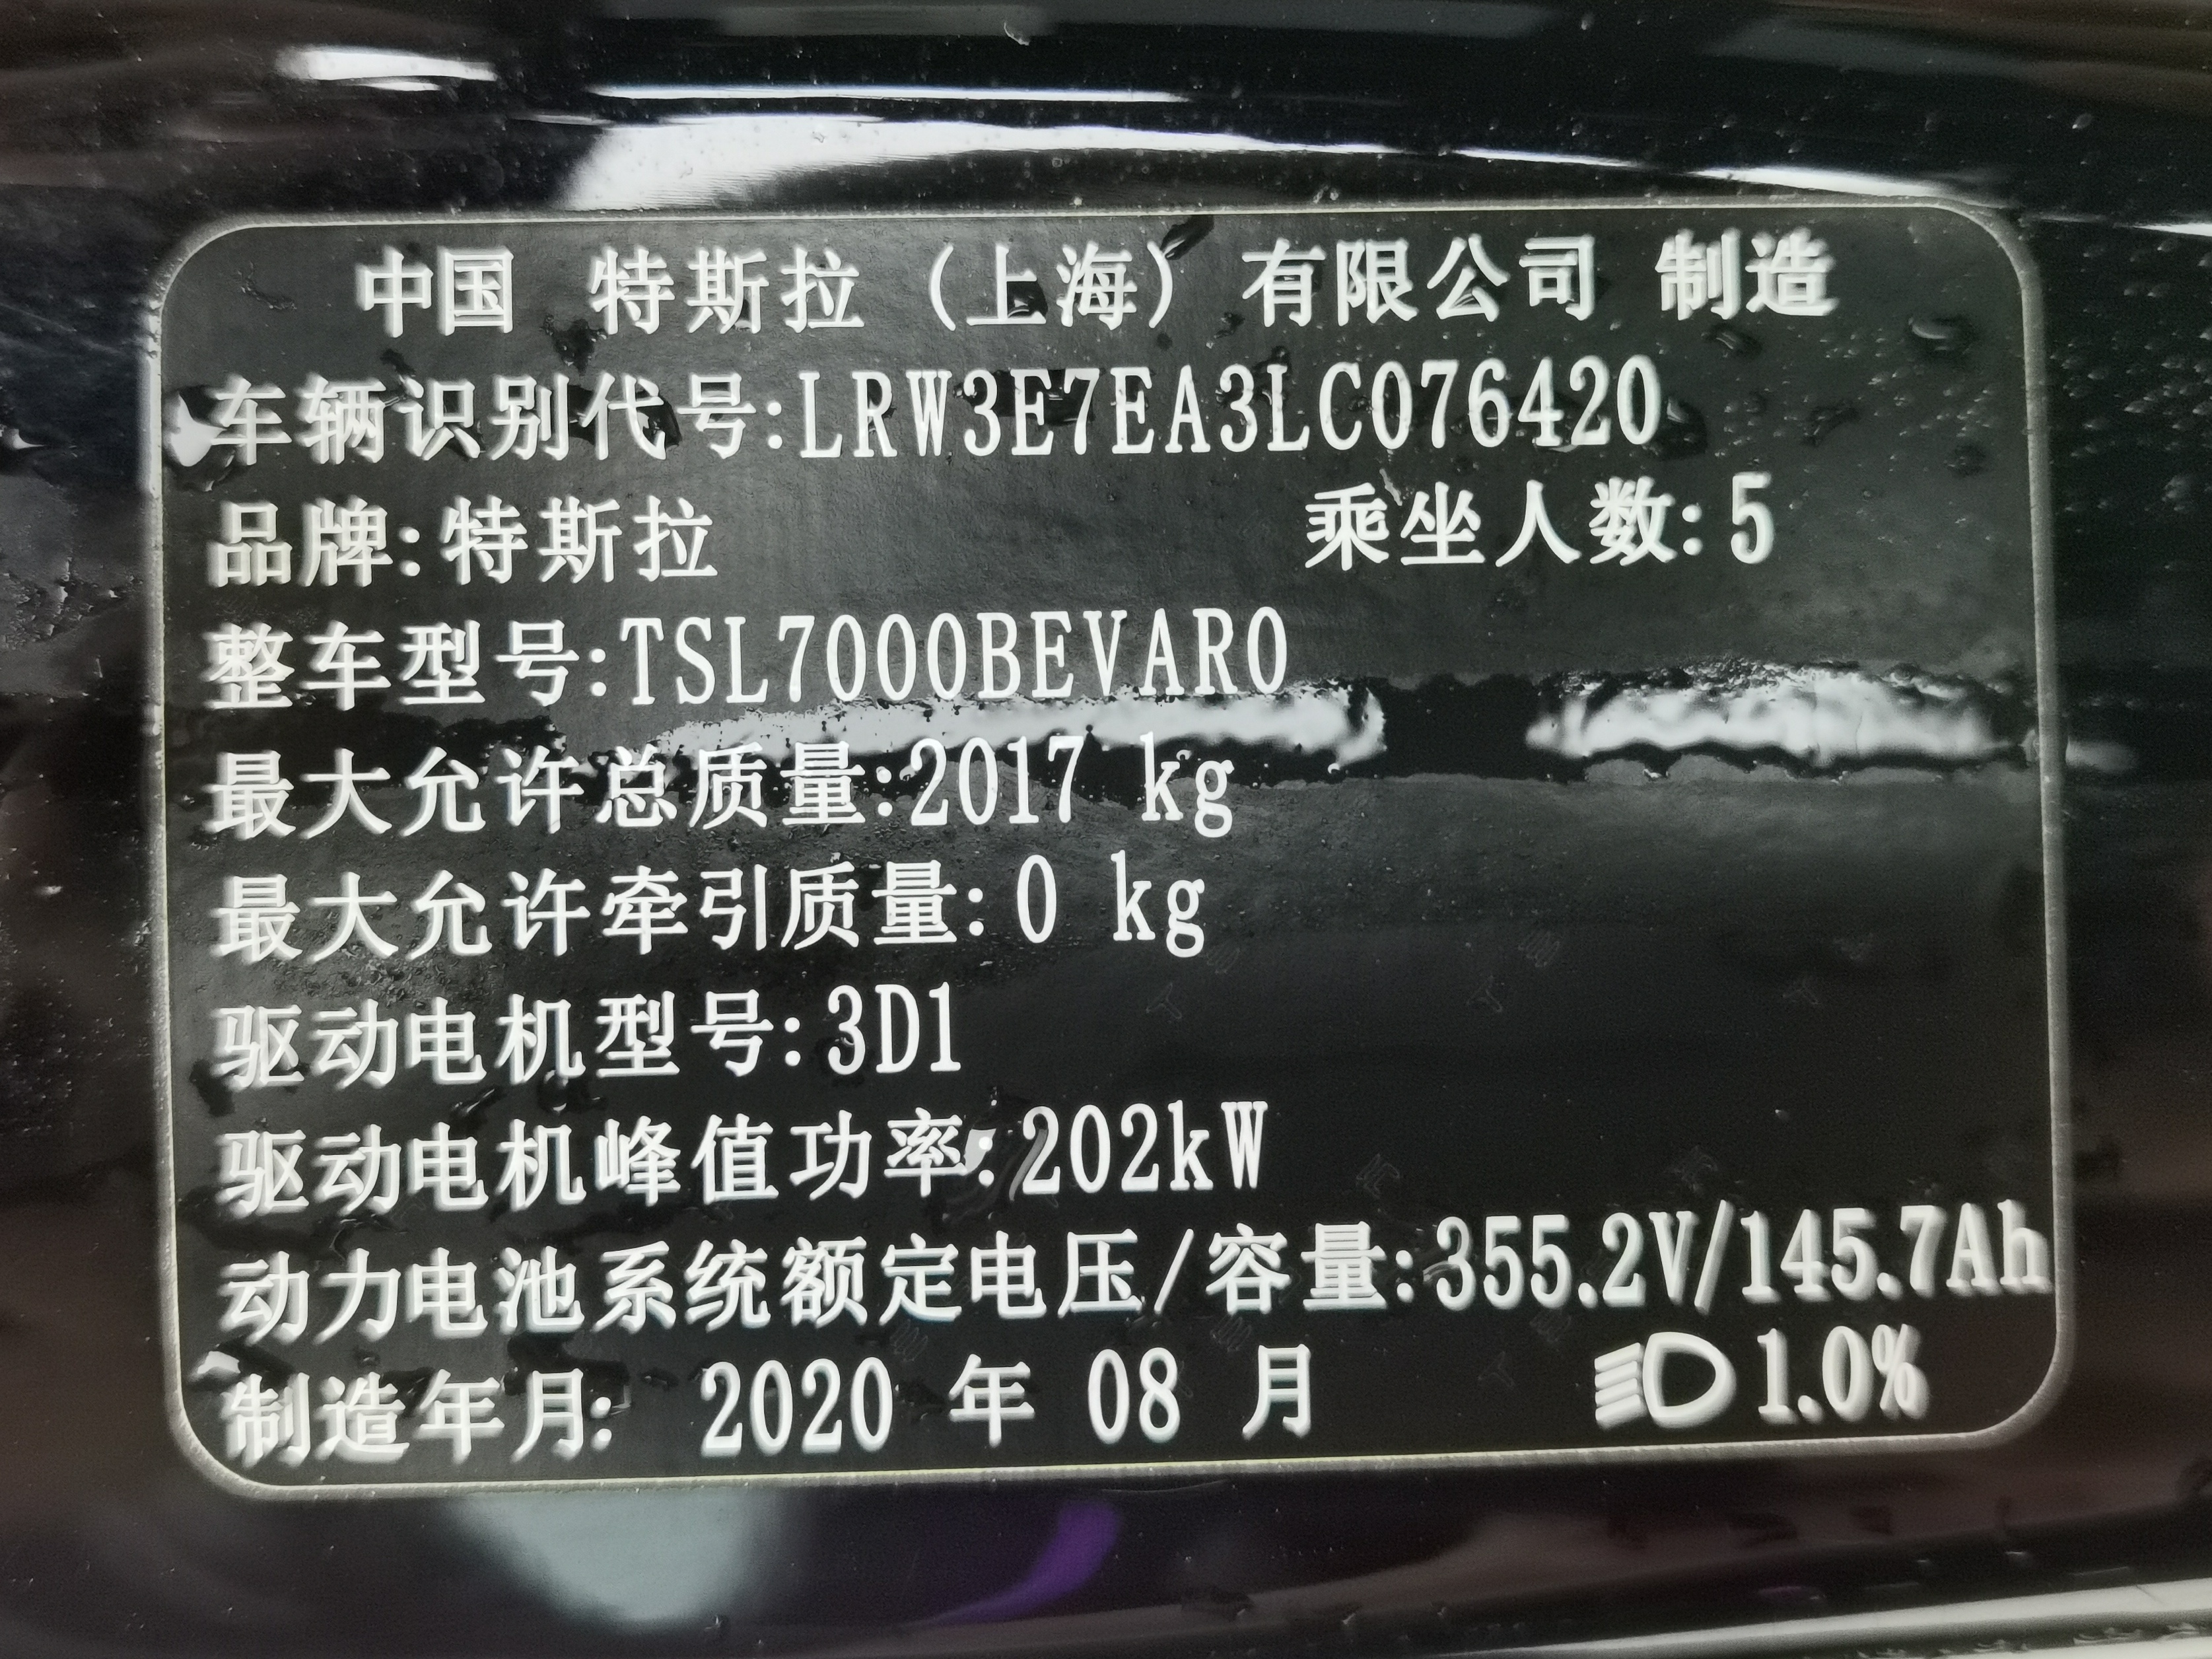 中国 特斯拉（上海）有限公司 制造
车辆识别代号:LRW3E7EA3LC076420
品牌:特斯拉 乘坐人数:5
整车型号:TSL7000BEVAR0
最大允许总质量:2017 kg
最大允许牵引质量:0 kg
驱动电机型号:3D1
驱动电机峰值功率:202kW
动力电池系统额定电压/容量:355.2V/145.7Ah
制造年月: 2020 年 08 月 1.0%